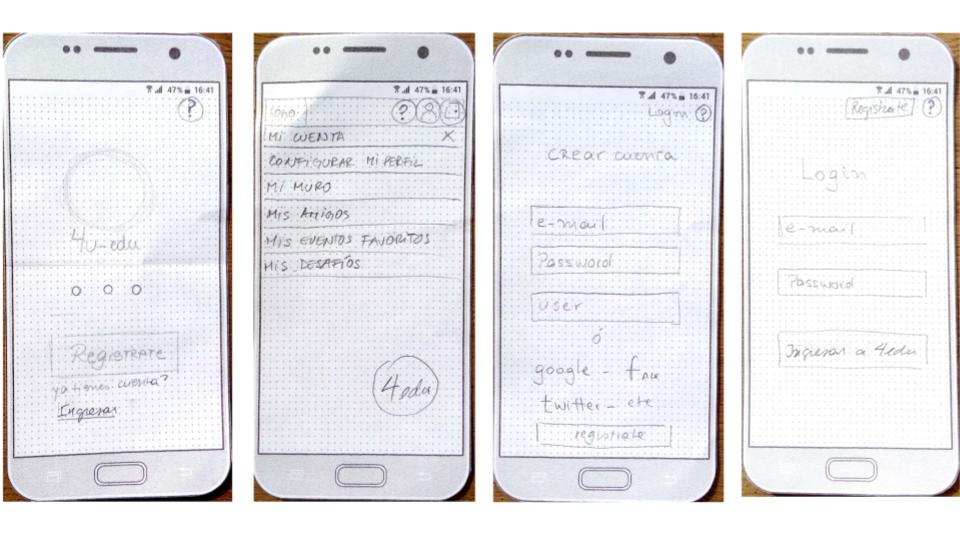 47% 16:41
?
4U-edu
REGISTRATE
ya tienes cuenta?
Ingresar
47% 16:41
LOGO ?
MI CUENTA X
CONFIGURAR MI PERFIL
MI MURO
MIS AMIGOS
MIS EVENTOS FAVORITOS
MIS DESAFÍOS
4edu
47% 16:41
Login ?
Crear cuenta
e-mail
Password
user
ó
google -
twitter - etc
registrate
47% 16:41
Registrate ?
Login
e-mail
Password
Ingresar a 4edu